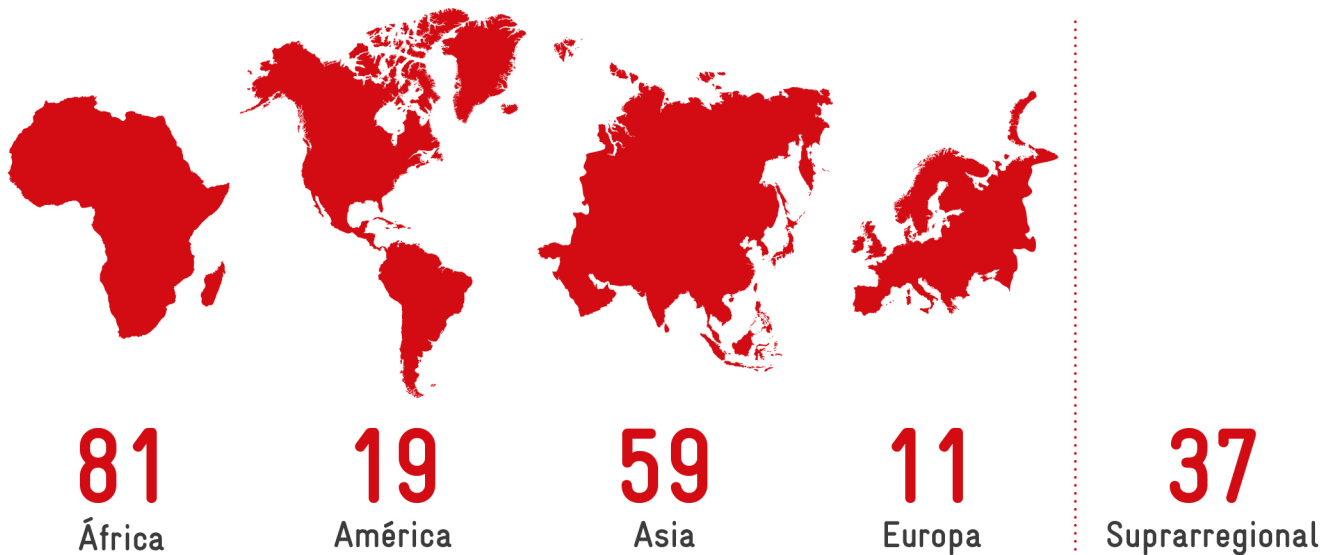 81
África
19
América
59
Asia
11
Europa
37
Suprarregional